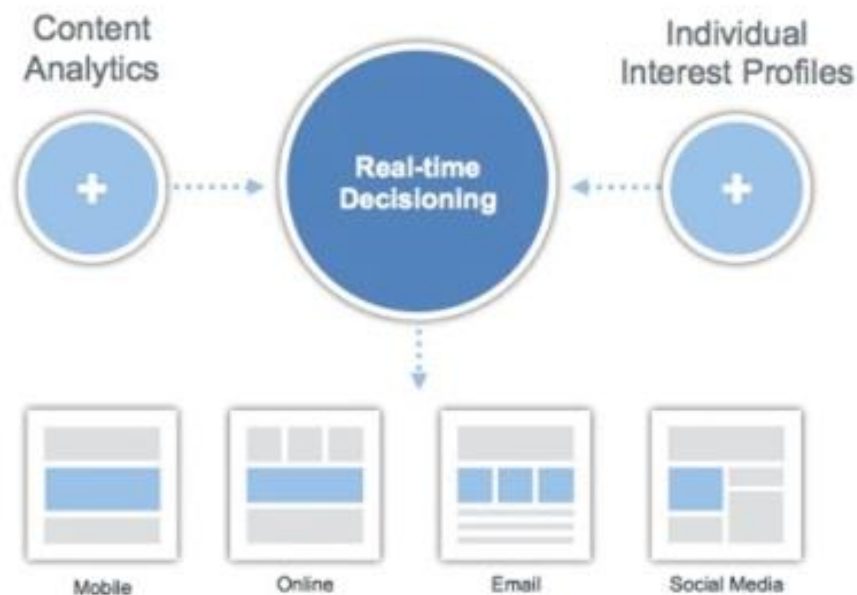 Content
Analytics
Individual
Interest Profiles
Real-time
Decisioning
Mobile
Online
Email
Social Media